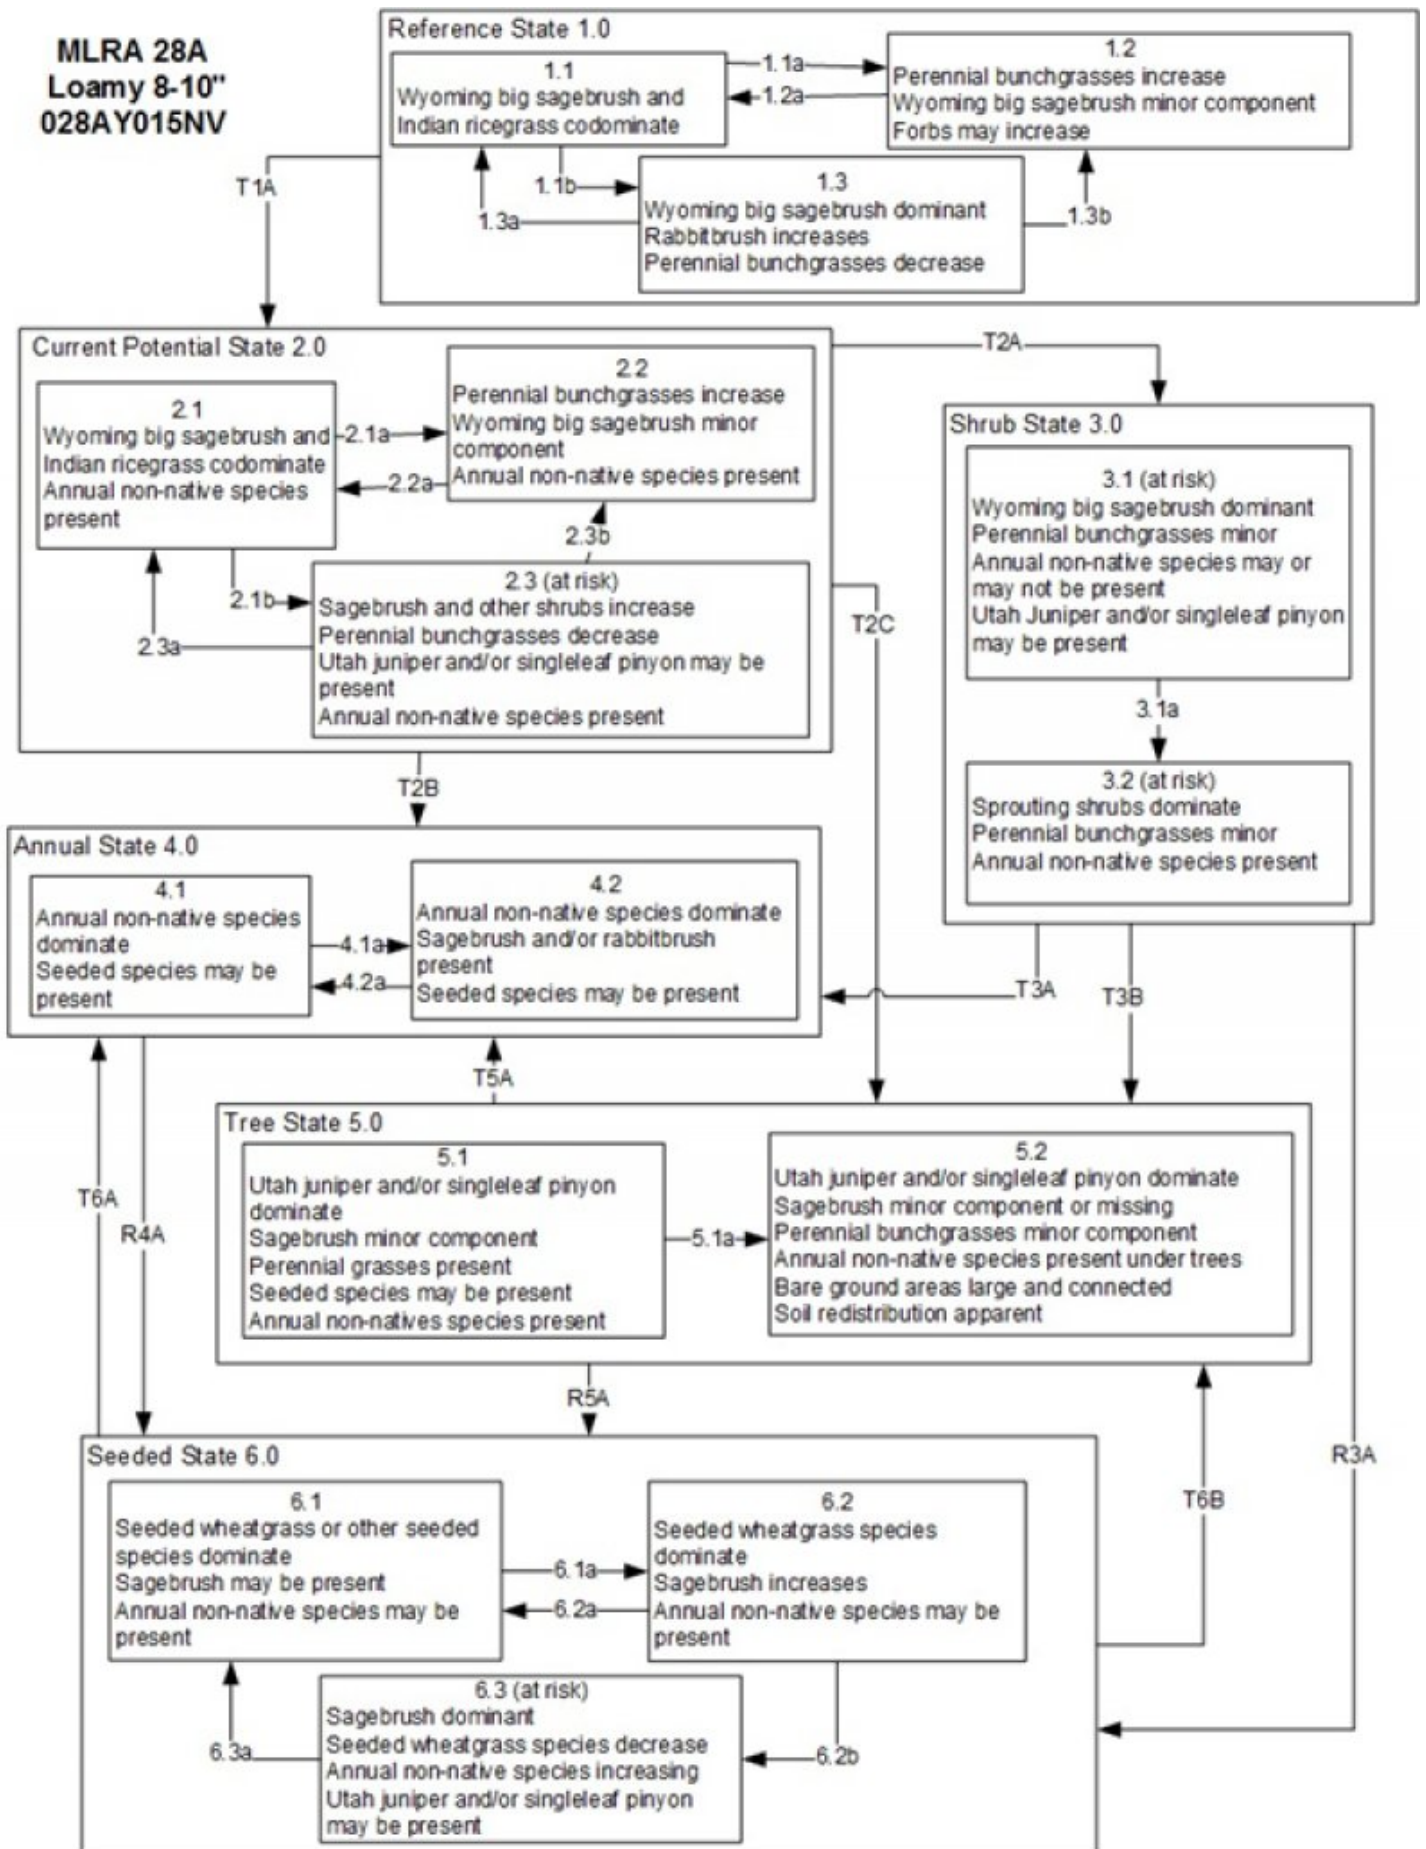 MLRA 28A
Loamy 8-10"
028AY015NV
Reference State 1.0
1.1
Wyoming big sagebrush and
Indian ricegrass codominate
1.1a
1.2a
1.2
Perennial bunchgrasses increase
Wyoming big sagebrush minor component
Forbs may increase
1.1b
1.3a
1.3
Wyoming big sagebrush dominant
Rabbitbrush increases
Perennial bunchgrasses decrease
1.3b
T1A
Current Potential State 2.0
2.1
Wyoming big sagebrush and
Indian ricegrass codominate
Annual non-native species
present
2.1a
2.2a
2.2
Perennial bunchgrasses increase
Wyoming big sagebrush minor
component
Annual non-native species present
2.3b
2.1b
2.3a
2.3 (at risk)
Sagebrush and other shrubs increase
Perennial bunchgrasses decrease
Utah juniper and/or singleleaf pinyon may be
present
Annual non-native species present
T2A
T2C
T2B
Shrub State 3.0
3.1 (at risk)
Wyoming big sagebrush dominant
Perennial bunchgrasses minor
Annual non-native species may or
may not be present
Utah Juniper and/or singleleaf pinyon
may be present
3.1a
3.2 (at risk)
Sprouting shrubs dominate
Perennial bunchgrasses minor
Annual non-native species present
Annual State 4.0
4.1
Annual non-native species
dominate
Seeded species may be
present
4.1a
4.2a
4.2
Annual non-native species dominate
Sagebrush and/or rabbitbrush
present
Seeded species may be present
T3A
T3B
T5A
Tree State 5.0
5.1
Utah juniper and/or singleleaf pinyon
dominate
Sagebrush minor component
Perennial grasses present
Seeded species may be present
Annual non-natives species present
5.1a
5.2
Utah juniper and/or singleleaf pinyon dominate
Sagebrush minor component or missing
Perennial bunchgrasses minor component
Annual non-native species present under trees
Bare ground areas large and connected
Soil redistribution apparent
T6A
R4A
R5A
R3A
T6B
Seeded State 6.0
6.1
Seeded wheatgrass or other seeded
species dominate
Sagebrush may be present
Annual non-native species may be
present
6.1a
6.2a
6.2
Seeded wheatgrass species
dominate
Sagebrush increases
Annual non-native species may be
present
6.3a
6.3 (at risk)
Sagebrush dominant
Seeded wheatgrass species decrease
Annual non-native species increasing
Utah juniper and/or singleleaf pinyon
may be present
6.2b